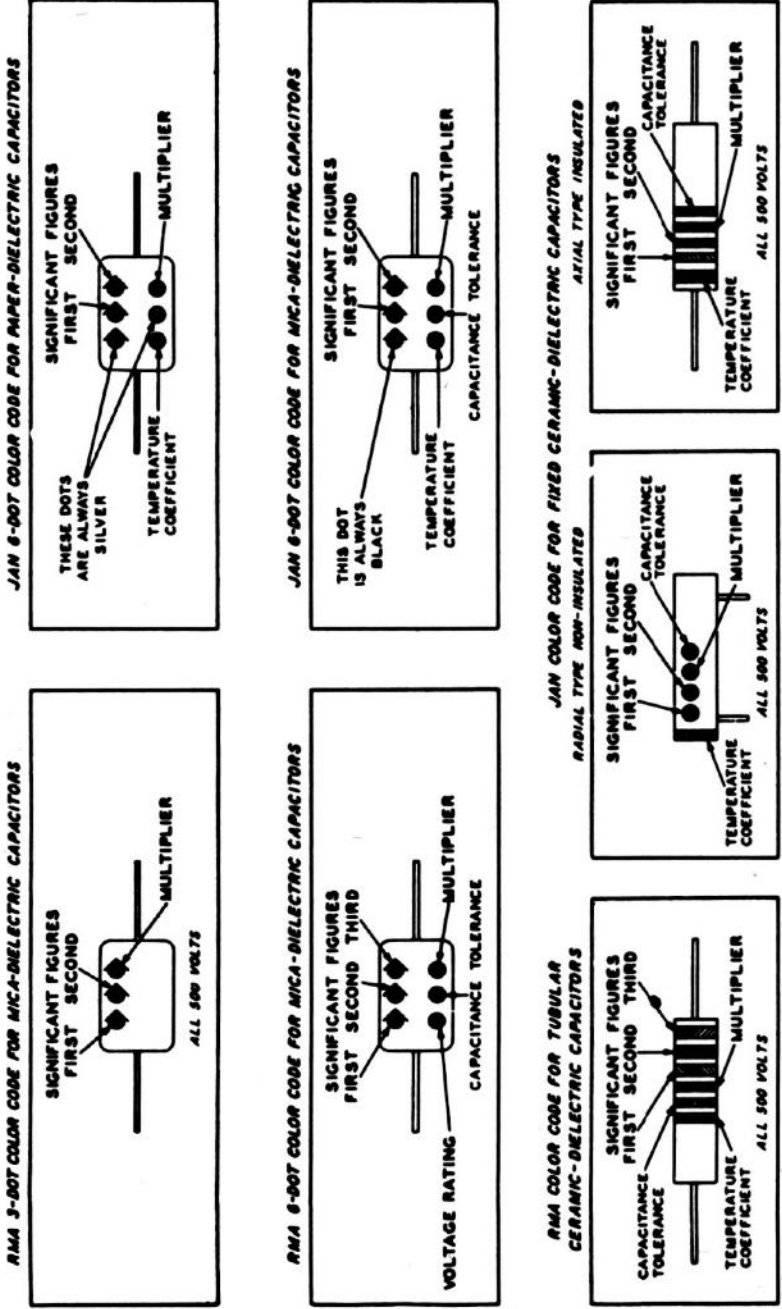 RMA 3-DOT COLOR CODE FOR MICA-DIELECTRIC CAPACITORS
SIGNIFICANT FIGURES
FIRST SECOND
MULTIPLIER
ALL 500 VOLTS
JAN 6-DOT COLOR CODE FOR PAPER-DIELECTRIC CAPACITORS
SIGNIFICANT FIGURES
FIRST SECOND
THESE DOTS
ARE ALWAYS
SILVER
MULTIPLIER
TEMPERATURE
COEFFICIENT
RMA 6-DOT COLOR CODE FOR MICA-DIELECTRIC CAPACITORS
SIGNIFICANT FIGURES
FIRST SECOND THIRD
VOLTAGE RATING
MULTIPLIER
CAPACITANCE TOLERANCE
JAN 6-DOT COLOR CODE FOR MICA-DIELECTRIC CAPACITORS
SIGNIFICANT FIGURES
FIRST SECOND
THIS DOT
IS ALWAYS
BLACK
MULTIPLIER
TEMPERATURE
COEFFICIENT
CAPACITANCE TOLERANCE
RMA COLOR CODE FOR TUBULAR
CERAMIC-DIELECTRIC CAPACITORS
SIGNIFICANT FIGURES
FIRST SECOND THIRD
CAPACITANCE
TOLERANCE
MULTIPLIER
TEMPERATURE
COEFFICIENT
ALL 500 VOLTS
JAN COLOR CODE FOR FIXED CERAMIC-DIELECTRIC CAPACITORS
RADIAL TYPE NON-INSULATED
SIGNIFICANT FIGURES
FIRST SECOND
CAPACITANCE
TOLERANCE
MULTIPLIER
TEMPERATURE
COEFFICIENT
ALL 500 VOLTS
AXIAL TYPE INSULATED
SIGNIFICANT FIGURES
FIRST SECOND
CAPACITANCE
TOLERANCE
MULTIPLIER
TEMPERATURE
COEFFICIENT
ALL 500 VOLTS